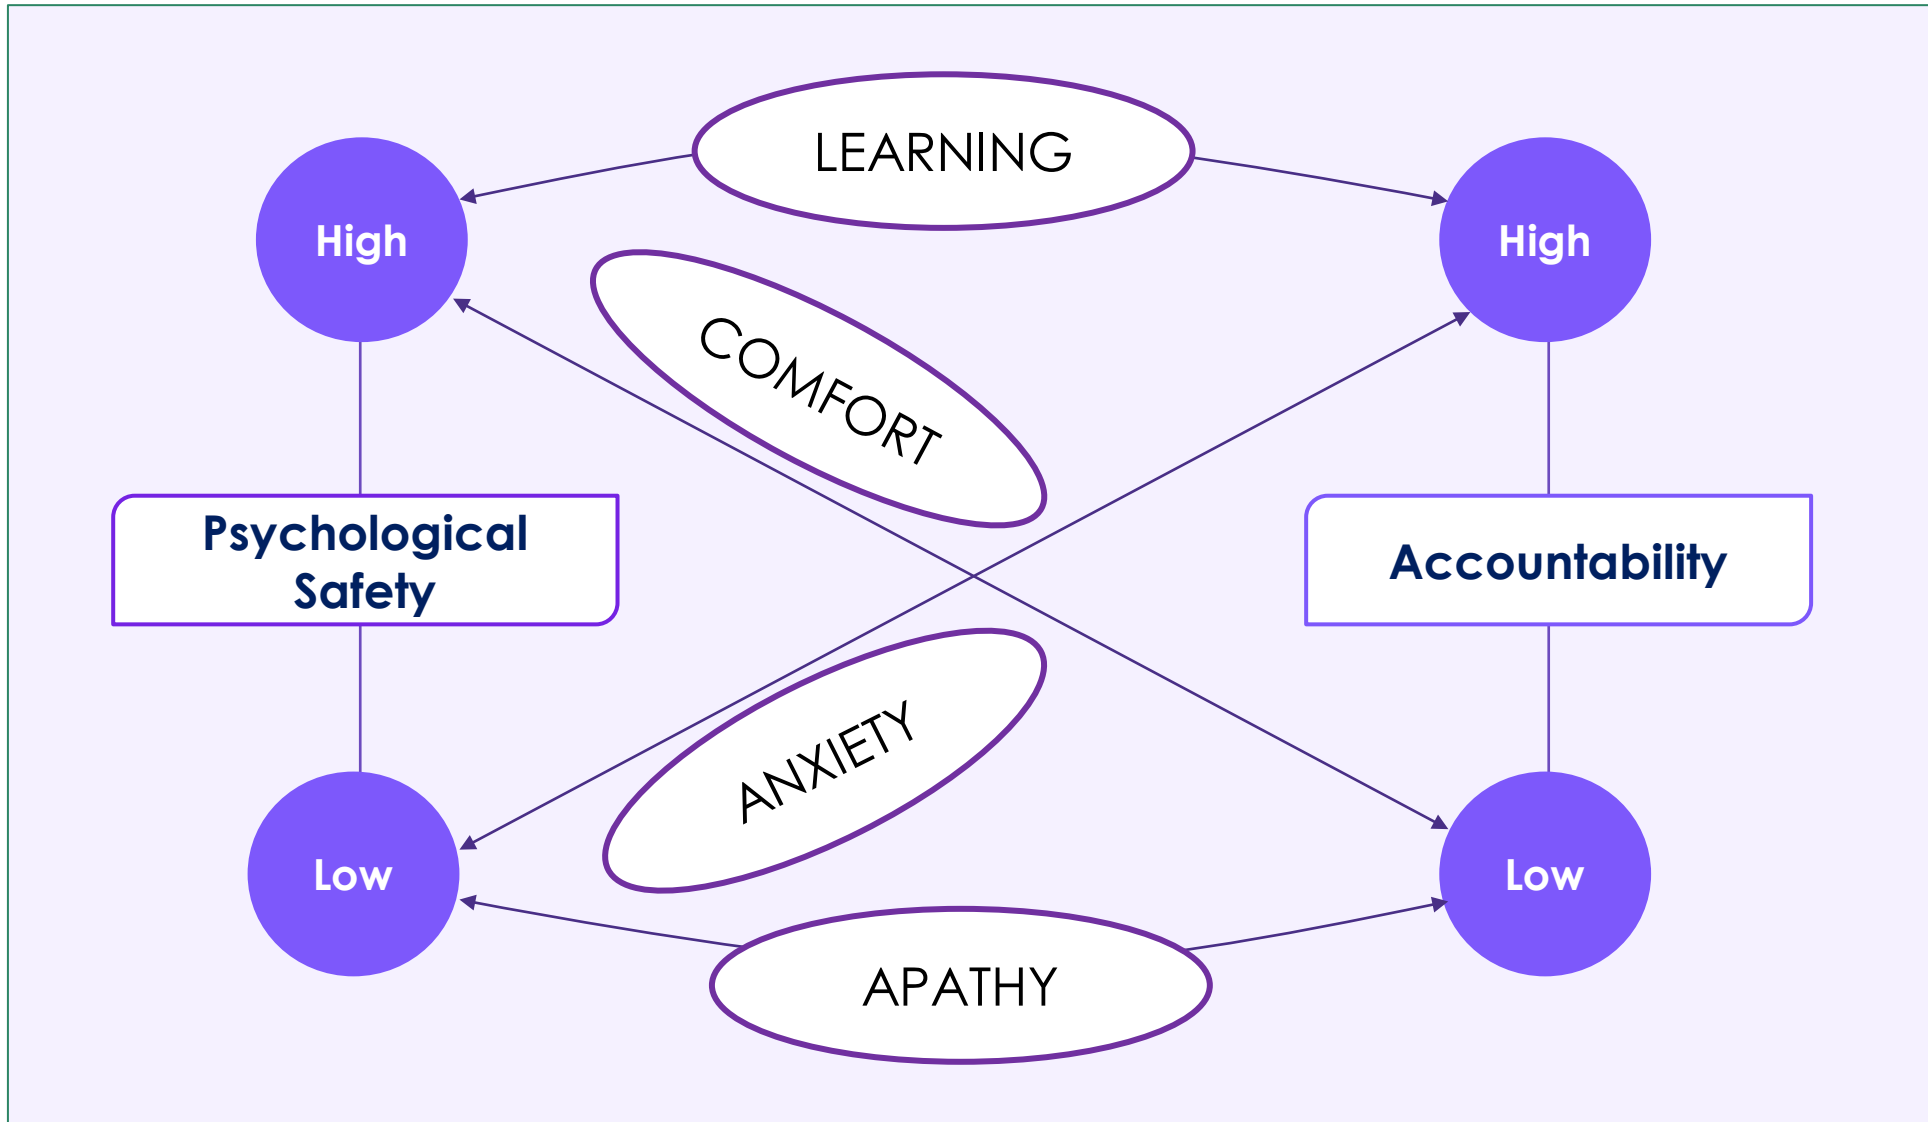 LEARNING
High
High
COMFORT
Psychological
Safety
Accountability
ANXIETY
Low
Low
APATHY